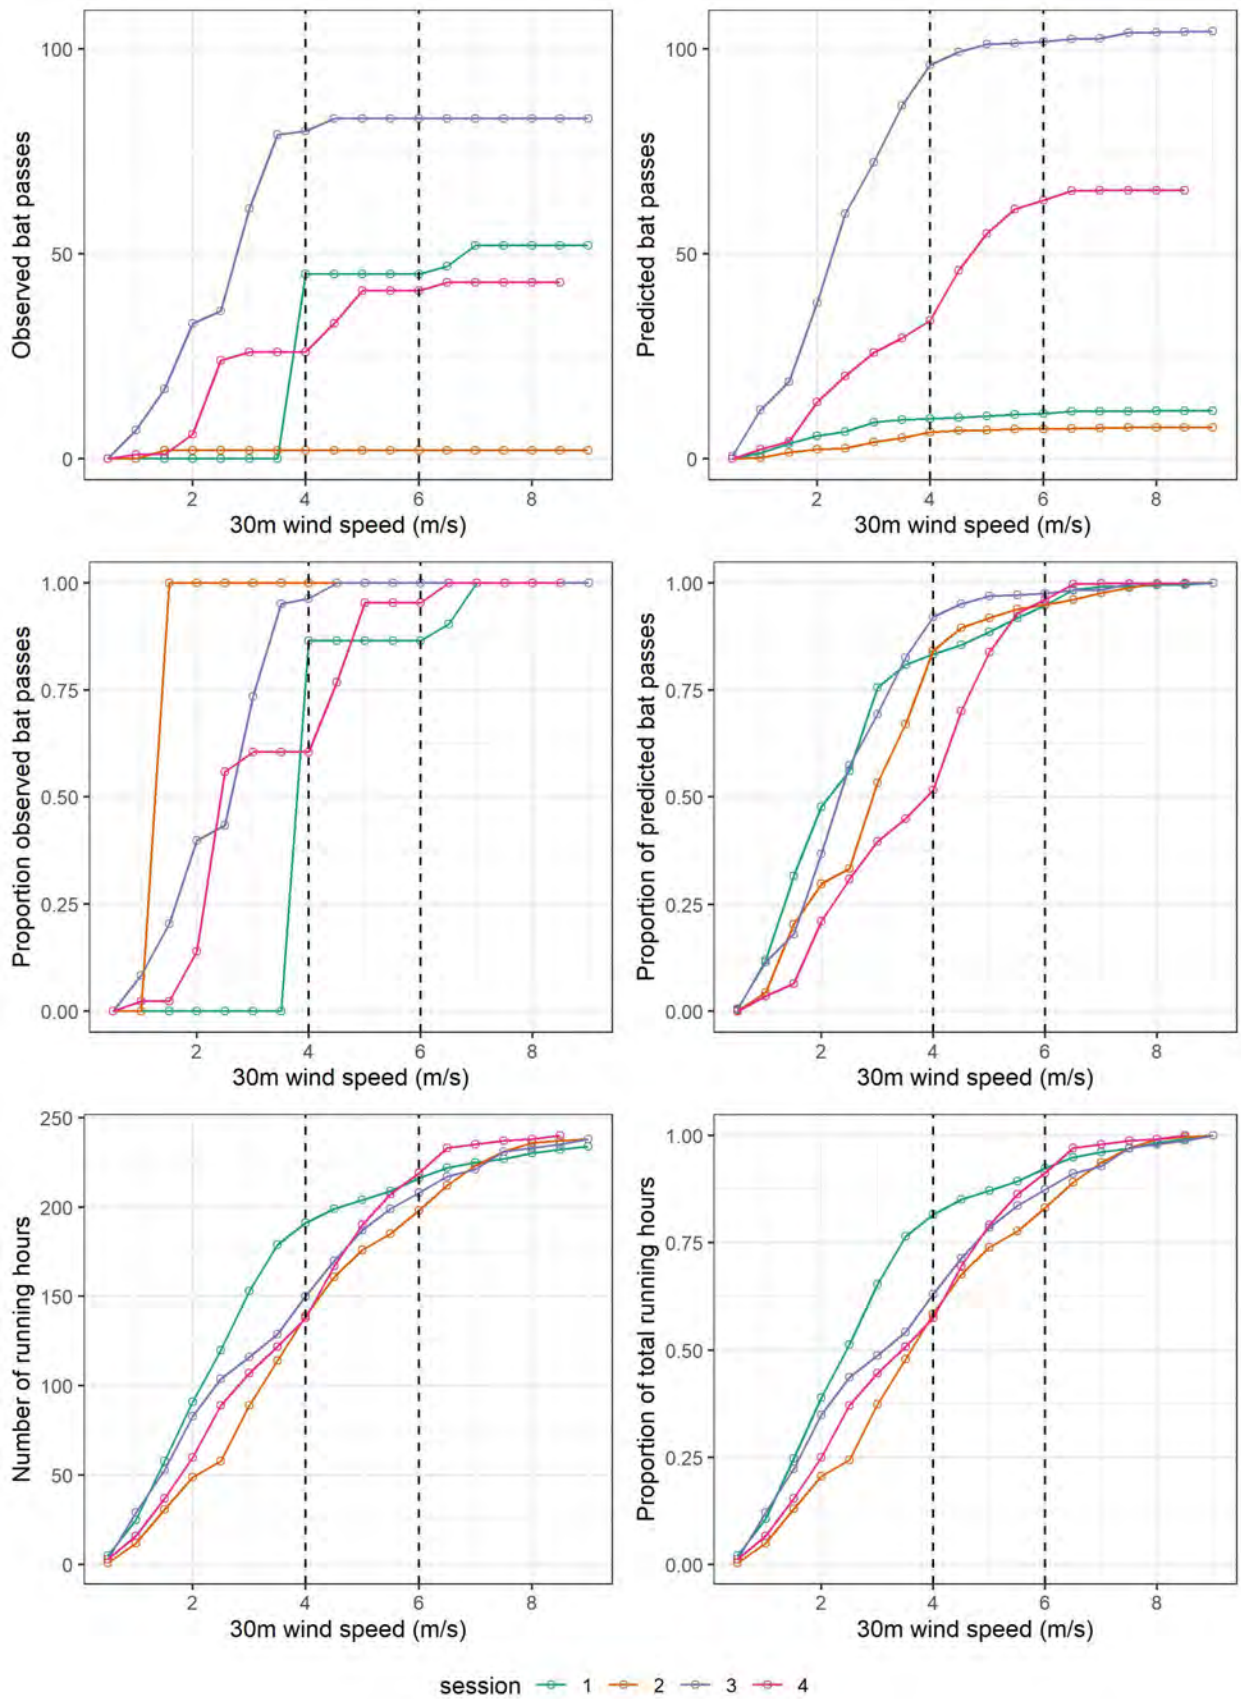 Observed bat passes
100
50
0
2 4 6 8
30m wind speed (m/s)
Predicted bat passes
100
50
0
2 4 6 8
30m wind speed (m/s)
Proportion observed bat passes
1.00
0.75
0.50
0.25
0.00
2 4 6 8
30m wind speed (m/s)
Proportion of predicted bat passes
1.00
0.75
0.50
0.25
0.00
2 4 6 8
30m wind speed (m/s)
Number of running hours
250
200
150
100
50
0
2 4 6 8
30m wind speed (m/s)
Proportion of total running hours
1.00
0.75
0.50
0.25
0.00
2 4 6 8
30m wind speed (m/s)
session 1 2 3 4